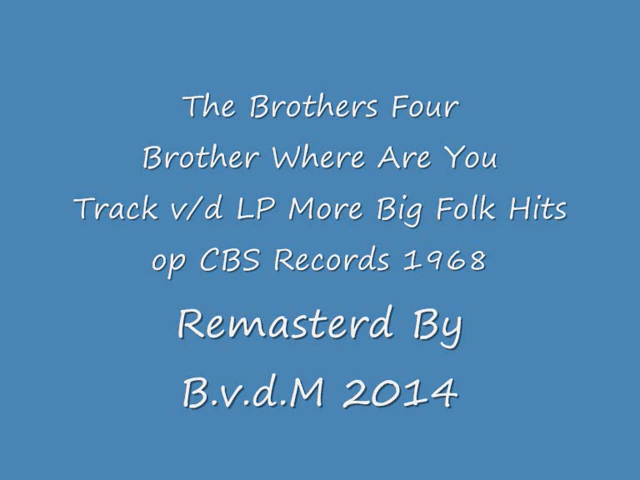 The Brothers Four
Brother Where Are You
Track v/d LP More Big Folk Hits
op CBS Records 1968
Remasterd By
B.v.d.M 2014